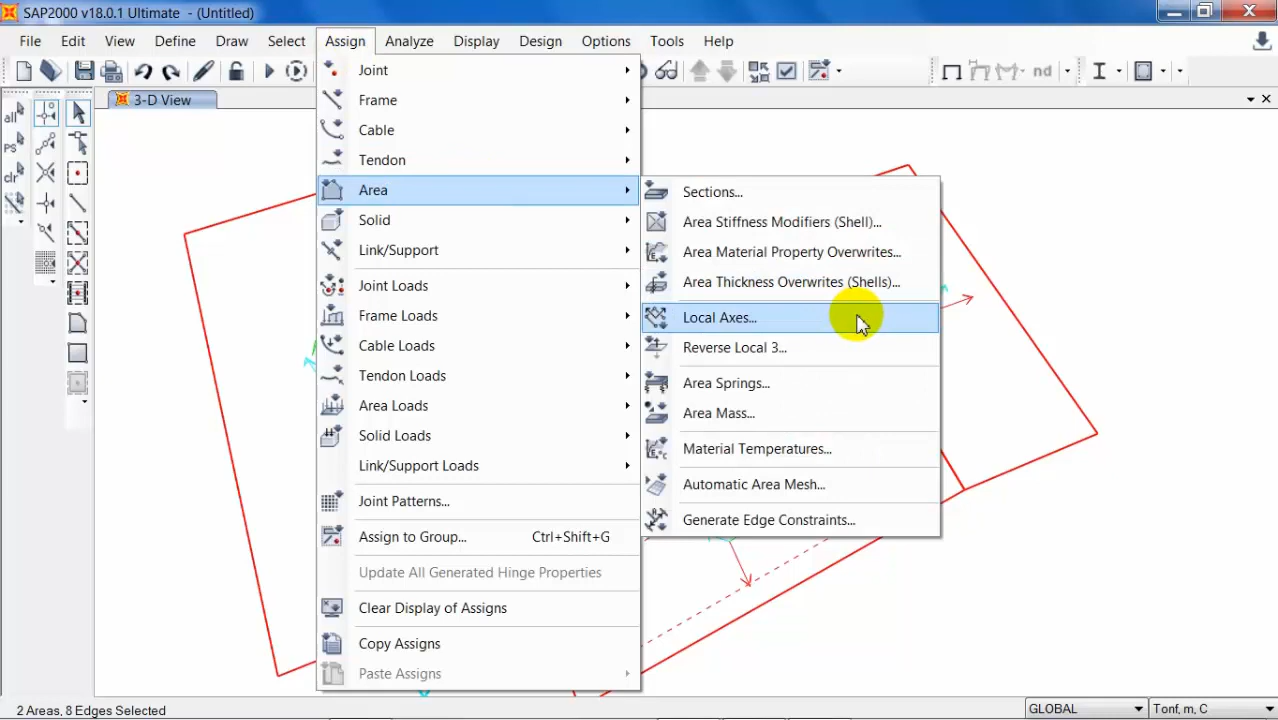 SAP2000 v18.0.1 Ultimate - (Untitled)
File Edit View Define Draw Select Assign Analyze Display Design Options Tools Help
nd
3-D View
all
ps
clr
Joint
Frame
Cable
Tendon
Area
Solid
Link/Support
Joint Loads
Frame Loads
Cable Loads
Tendon Loads
Area Loads
Solid Loads
Link/Support Loads
Joint Patterns...
Assign to Group... Ctrl+Shift+G
Update All Generated Hinge Properties
Clear Display of Assigns
Copy Assigns
Paste Assigns
Sections...
Area Stiffness Modifiers (Shell)...
Area Material Property Overwrites...
Area Thickness Overwrites (Shells)...
Local Axes...
Reverse Local 3...
Area Springs...
Area Mass...
Material Temperatures...
Automatic Area Mesh...
Generate Edge Constraints...
2 Areas, 8 Edges Selected
GLOBAL
Tonf, m, C